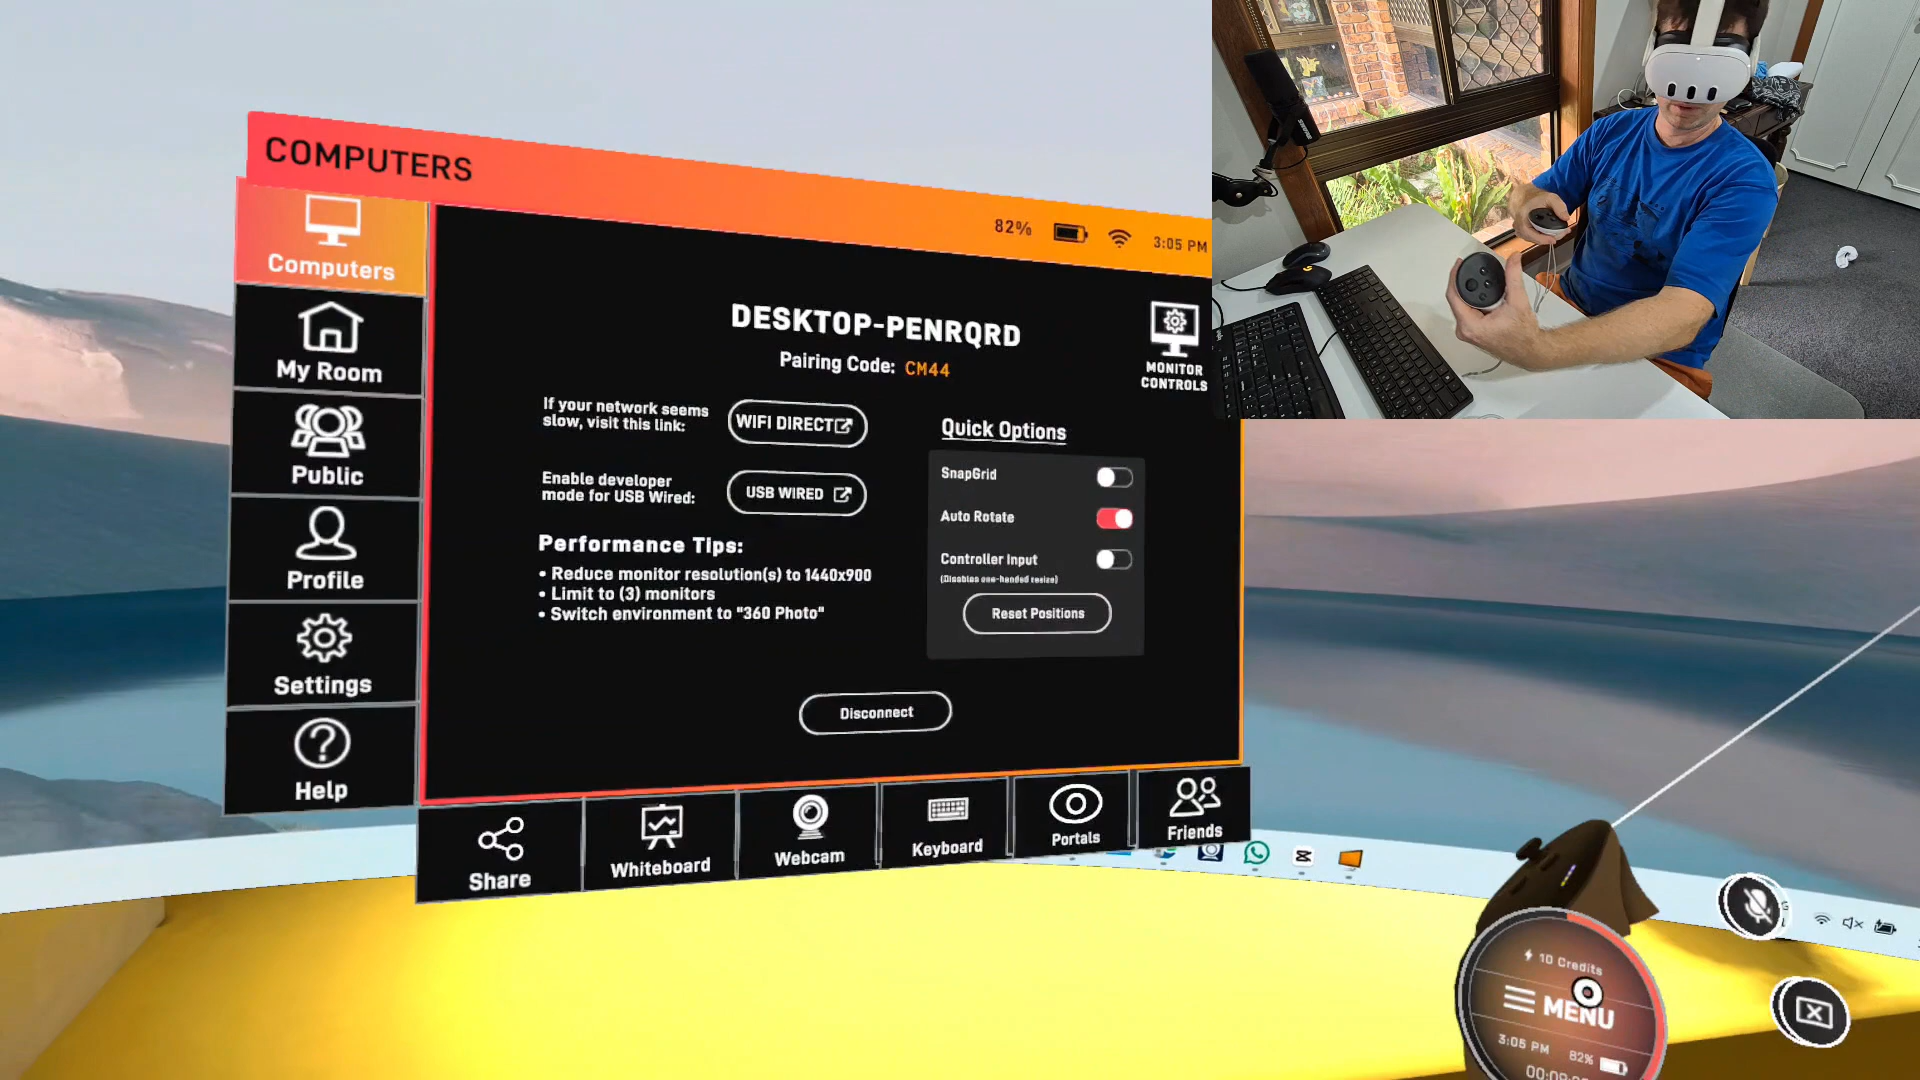 COMPUTERS
82%
3:05 PM
Computers
My Room
Public
Profile
Settings
Help
DESKTOP-PENRQRD
Pairing Code: CM44
MONITOR
CONTROLS
If your network seems
slow, visit this link:
WIFI DIRECT
Enable developer
mode for USB Wired:
USB WIRED
Performance Tips:
• Reduce monitor resolution(s) to 1440x900
• Limit to (3) monitors
• Switch environment to "360 Photo"
Quick Options
SnapGrid
Auto Rotate
Controller Input
(Disables one-handed resize)
Reset Positions
Disconnect
Share
Whiteboard
Webcam
Keyboard
Portals
Friends
10 Credits
MENU
3:05 PM 82%